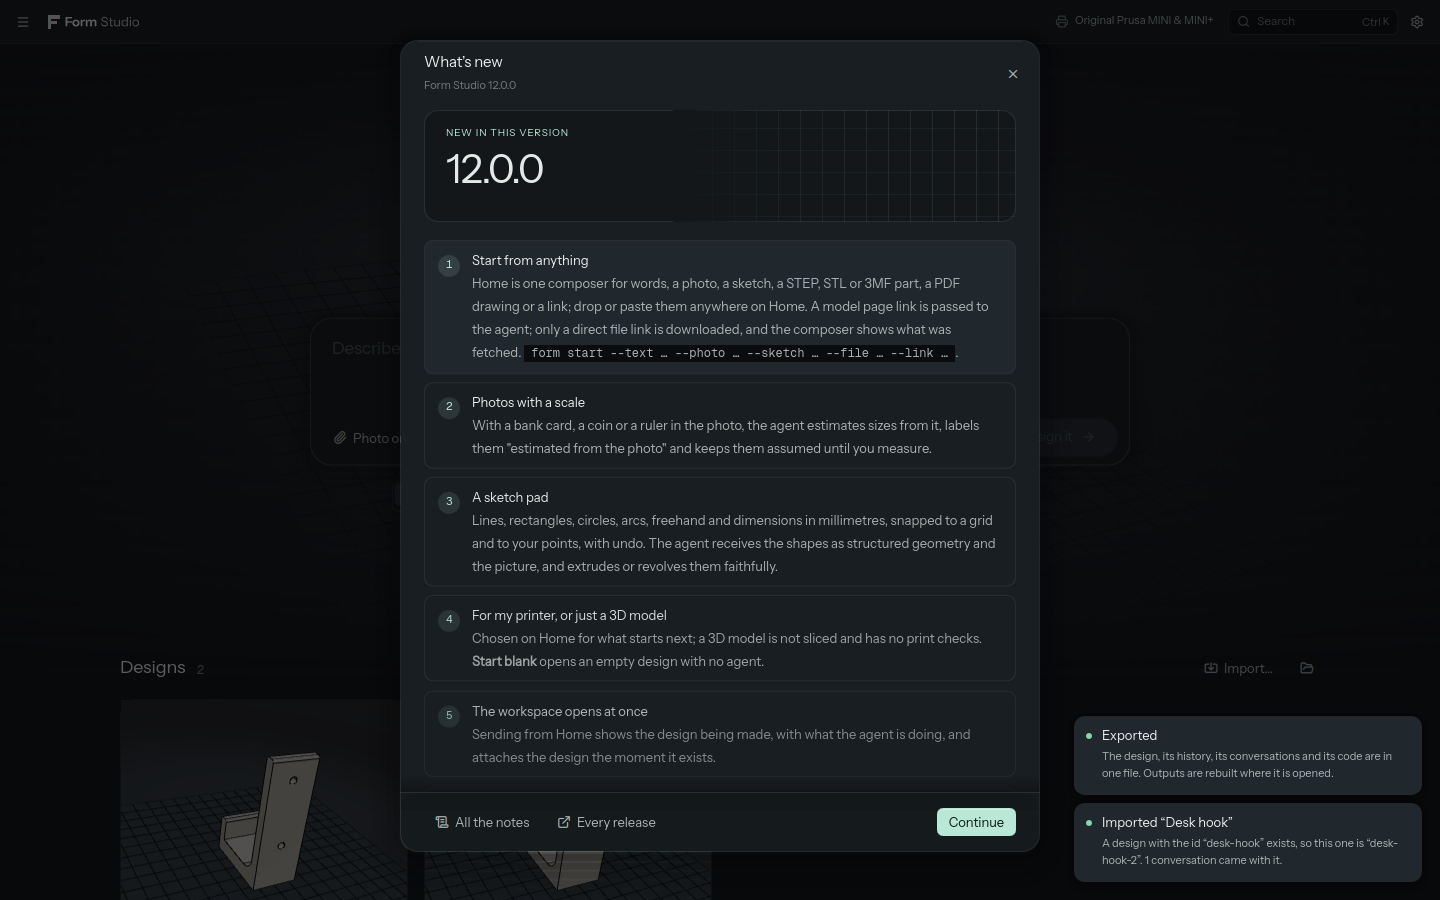 Form Studio
Original Prusa MINI & MINI+
Search
Ctrl K
What's new
Form Studio 12.0.0
NEW IN THIS VERSION
12.0.0
1
Start from anything
Home is one composer for words, a photo, a sketch, a STEP, STL or 3MF part, a PDF
drawing or a link; drop or paste them anywhere on Home. A model page link is passed to
the agent; only a direct file link is downloaded, and the composer shows what was
fetched. form start --text … --photo … --sketch … --file … --link … .
2
Photos with a scale
With a bank card, a coin or a ruler in the photo, the agent estimates sizes from it, labels
them "estimated from the photo" and keeps them assumed until you measure.
3
A sketch pad
Lines, rectangles, circles, arcs, freehand and dimensions in millimetres, snapped to a grid
and to your points, with undo. The agent receives the shapes as structured geometry and
the picture, and extrudes or revolves them faithfully.
4
For my printer, or just a 3D model
Chosen on Home for what starts next; a 3D model is not sliced and has no print checks.
Start blank opens an empty design with no agent.
5
The workspace opens at once
Sending from Home shows the design being made, with what the agent is doing, and
attaches the design the moment it exists.
All the notes
Every release
Continue
Describe
Photo
it
Designs 2
Import...
Exported
The design, its history, its conversations and its code are in
one file. Outputs are rebuilt where it is opened.
Imported “Desk hook”
A design with the id “desk-hook” exists, so this one is “desk-
hook-2”. 1 conversation came with it.